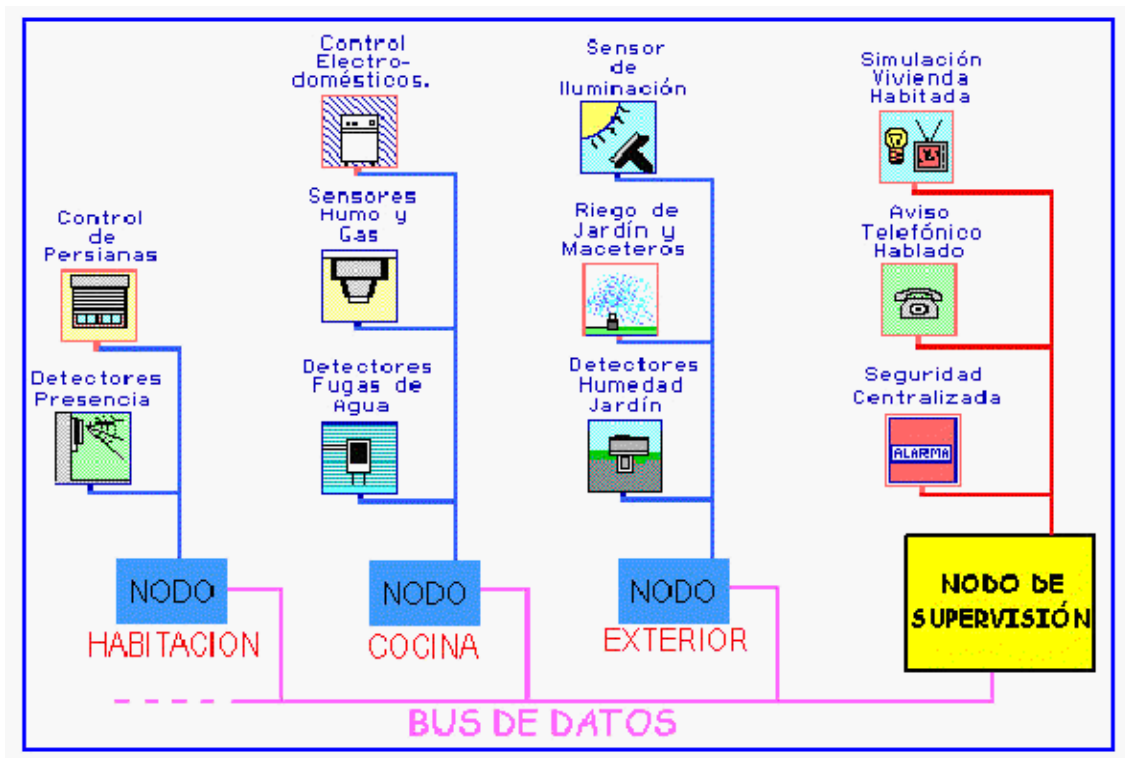 Control
Electro-
domésticos.
Sensor
de
Iluminación
Simulación
Vivienda
Habitada
Control
de
Persianas
Sensores
Humo y
Gas
Riego de
Jardín y
Maceteros
Aviso
Telefónico
Hablado
Detectores
Presencia
Detectores
Fugas de
Agua
Detectores
Humedad
Jardín
Seguridad
Centralizada
ALARMA
NODO
HABITACION
NODO
COCINA
NODO
EXTERIOR
NODO DE
SUPERVISIÓN
BUS DE DATOS